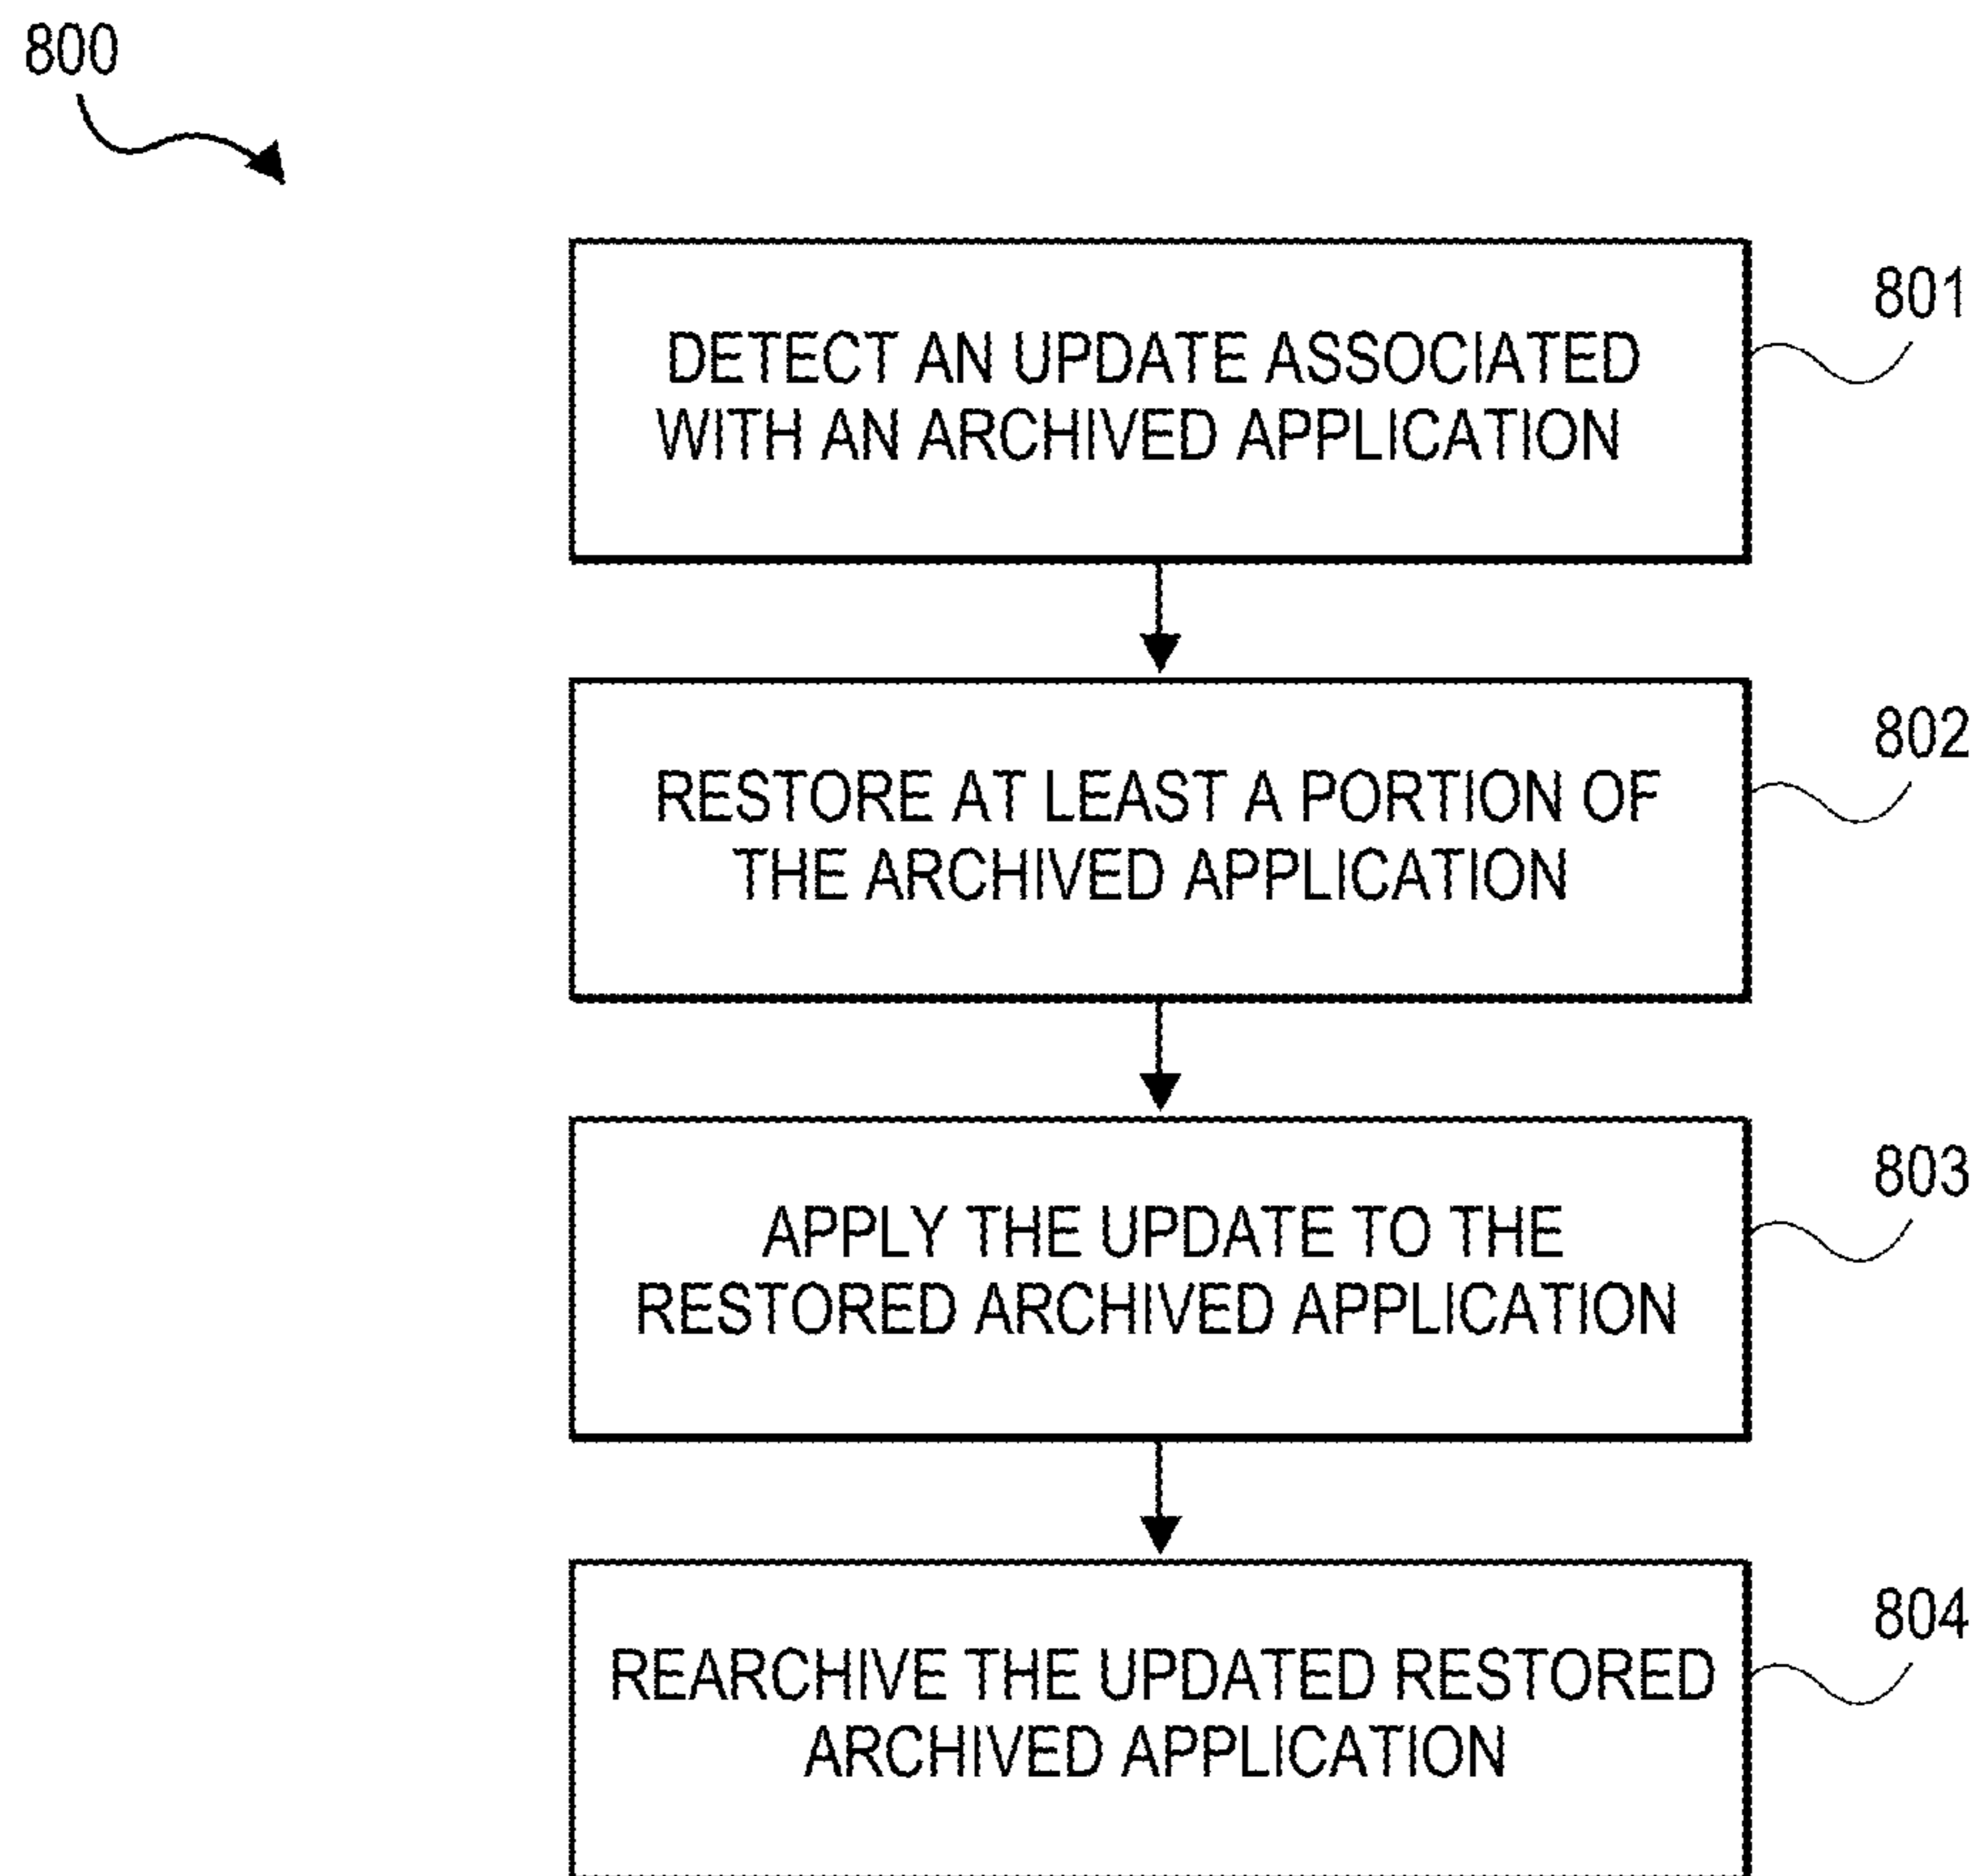 800
801
DETECT AN UPDATE ASSOCIATED
WITH AN ARCHIVED APPLICATION
802
RESTORE AT LEAST A PORTION OF
THE ARCHIVED APPLICATION
803
APPLY THE UPDATE TO THE
RESTORED ARCHIVED APPLICATION
804
REARCHIVE THE UPDATED RESTORED
ARCHIVED APPLICATION